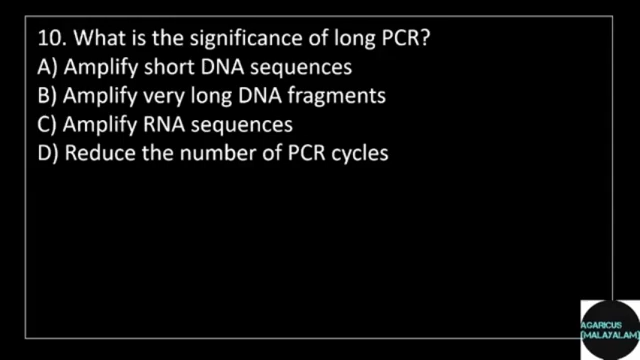 10. What is the significance of long PCR?
A) Amplify short DNA sequences
B) Amplify very long DNA fragments
C) Amplify RNA sequences
D) Reduce the number of PCR cycles
AGARICUS
(MALAYALAM)